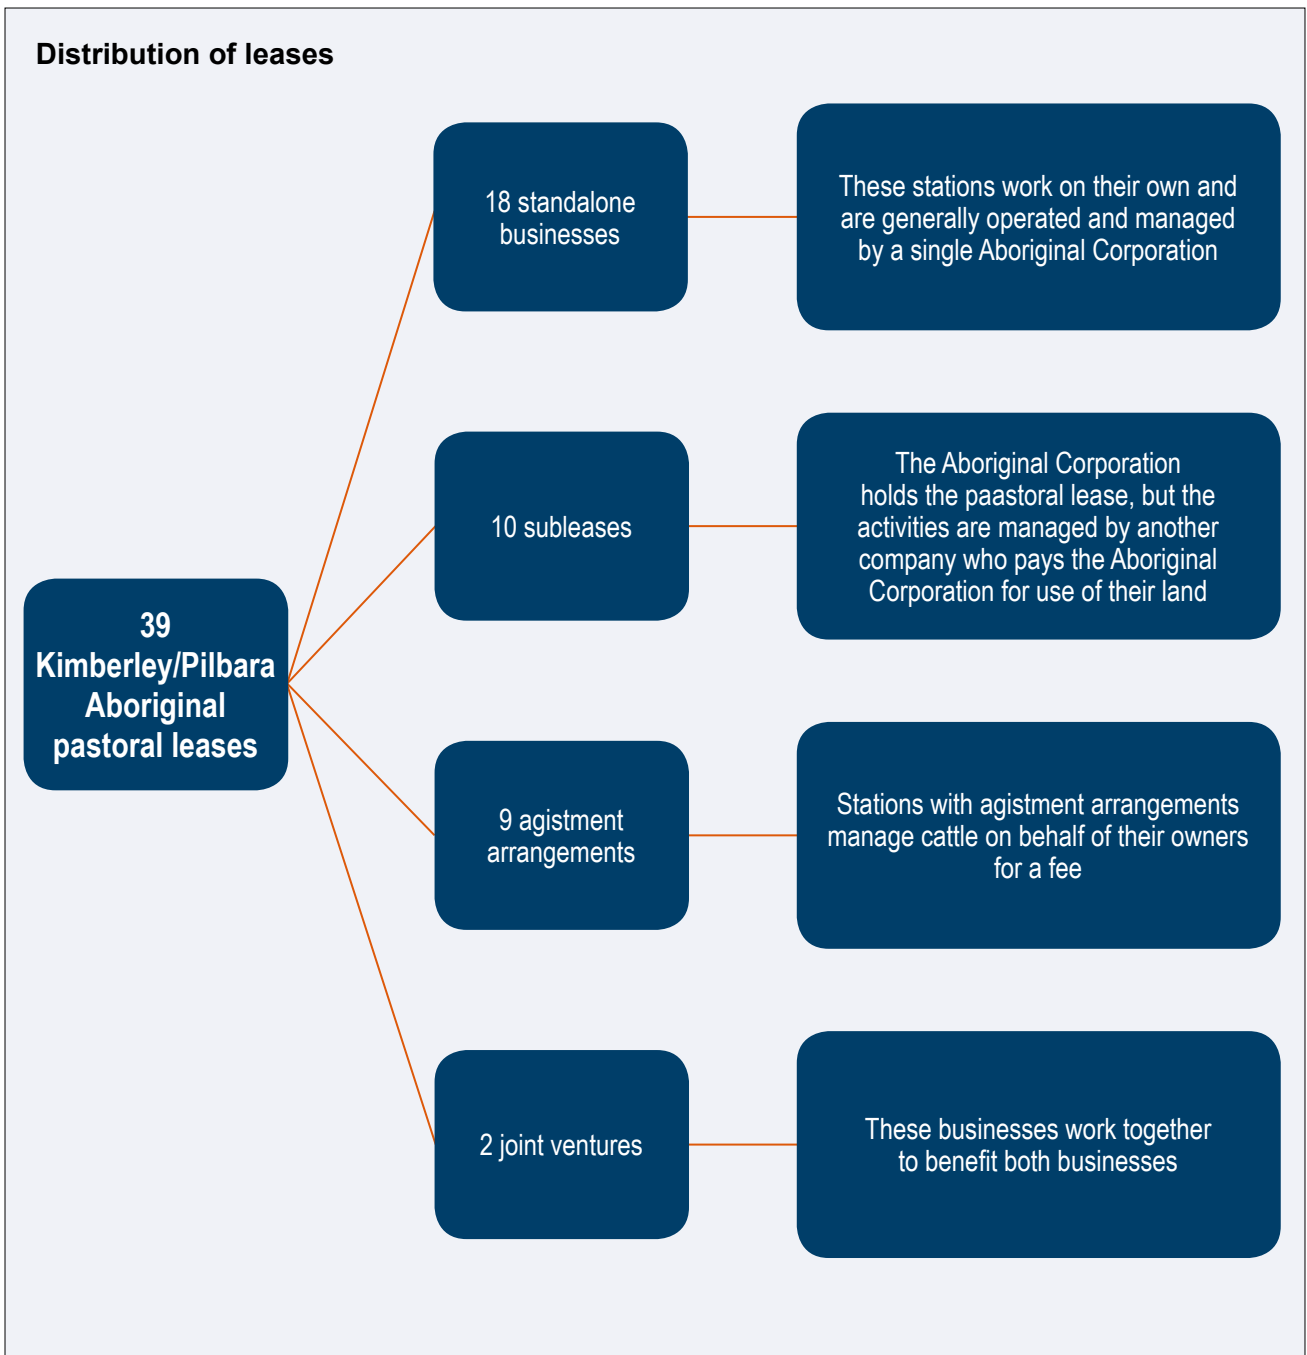 Distribution of leases
18 standalone
businesses
These stations work on their own and
are generally operated and managed
by a single Aboriginal Corporation
10 subleases
The Aboriginal Corporation
holds the paastoral lease, but the
activities are managed by another
company who pays the Aboriginal
Corporation for use of their land
39
Kimberley/Pilbara
Aboriginal
pastoral leases
9 agistment
arrangements
Stations with agistment arrangements
manage cattle on behalf of their owners
for a fee
2 joint ventures
These businesses work together
to benefit both businesses